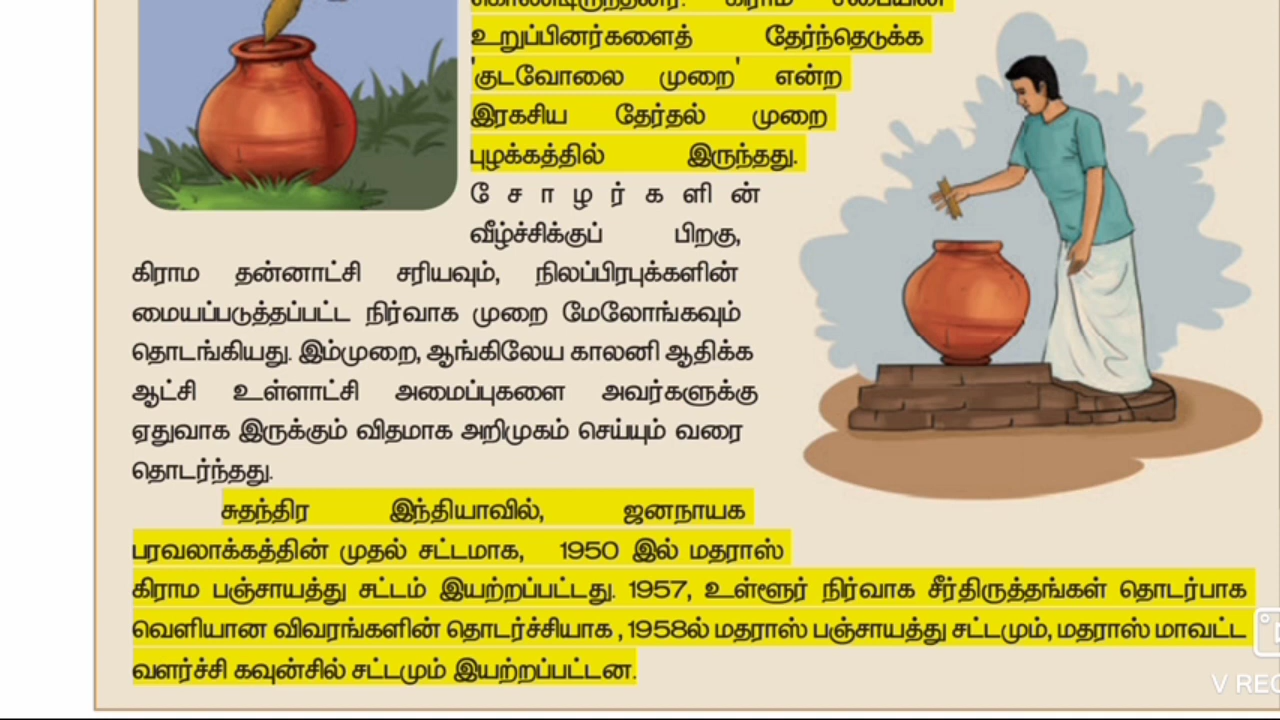 உறுப்பினர்களைத் தேர்ந்தெடுக்க
'குடவோலை முறை' என்ற
இரகசிய தேர்தல் முறை
புழக்கத்தில் இருந்தது.
சோழர்களின்
வீழ்ச்சிக்குப் பிறகு,
கிராம தன்னாட்சி சரியவும், நிலப்பிரபுக்களின்
மையப்படுத்தப்பட்ட நிர்வாக முறை மேலோங்கவும்
தொடங்கியது. இம்முறை, ஆங்கிலேய காலனி ஆதிக்க
ஆட்சி உள்ளாட்சி அமைப்புகளை அவர்களுக்கு
ஏதுவாக இருக்கும் விதமாக அறிமுகம் செய்யும் வரை
தொடர்ந்தது.
சுதந்திர இந்தியாவில், ஜனநாயக
பரவலாக்கத்தின் முதல் சட்டமாக, 1950 இல் மதராஸ்
கிராம பஞ்சாயத்து சட்டம் இயற்றப்பட்டது. 1957, உள்ளூர் நிர்வாக சீர்திருத்தங்கள் தொடர்பாக
வெளியான விவரங்களின் தொடர்ச்சியாக , 1958ல் மதராஸ் பஞ்சாயத்து சட்டமும், மதராஸ் மாவட்ட
வளர்ச்சி கவுன்சில் சட்டமும் இயற்றப்பட்டன.
V REC